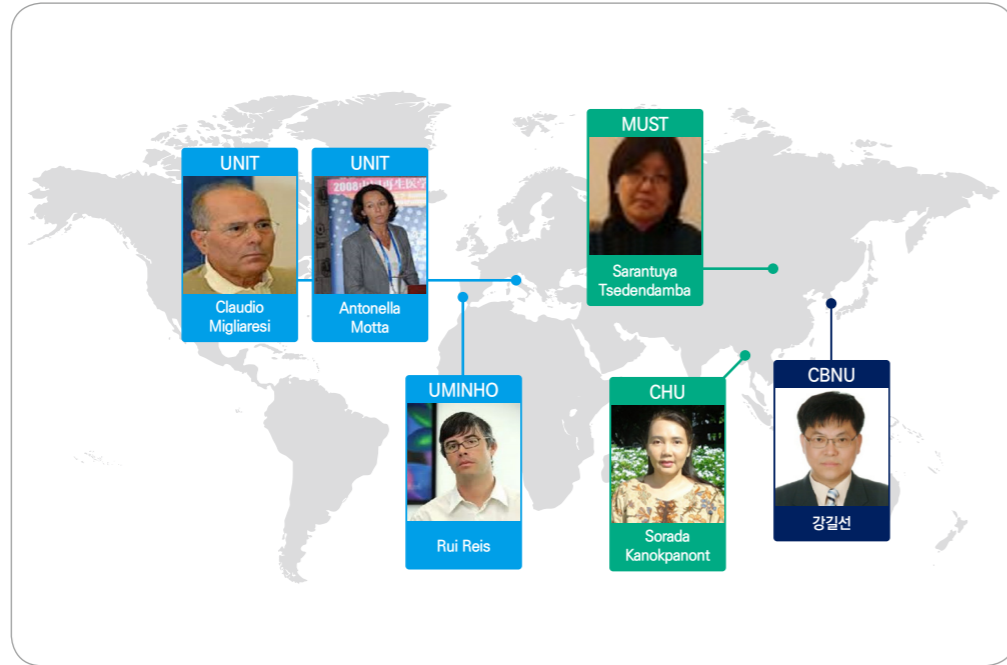 UNIT
Claudio
Migliaresi
UNIT
2008
Antonella
Motta
MUST
Sarantuya
Tsedendamba
UMINHO
Rui Reis
CHU
Sorada
Kanokpanont
CBNU
강길선